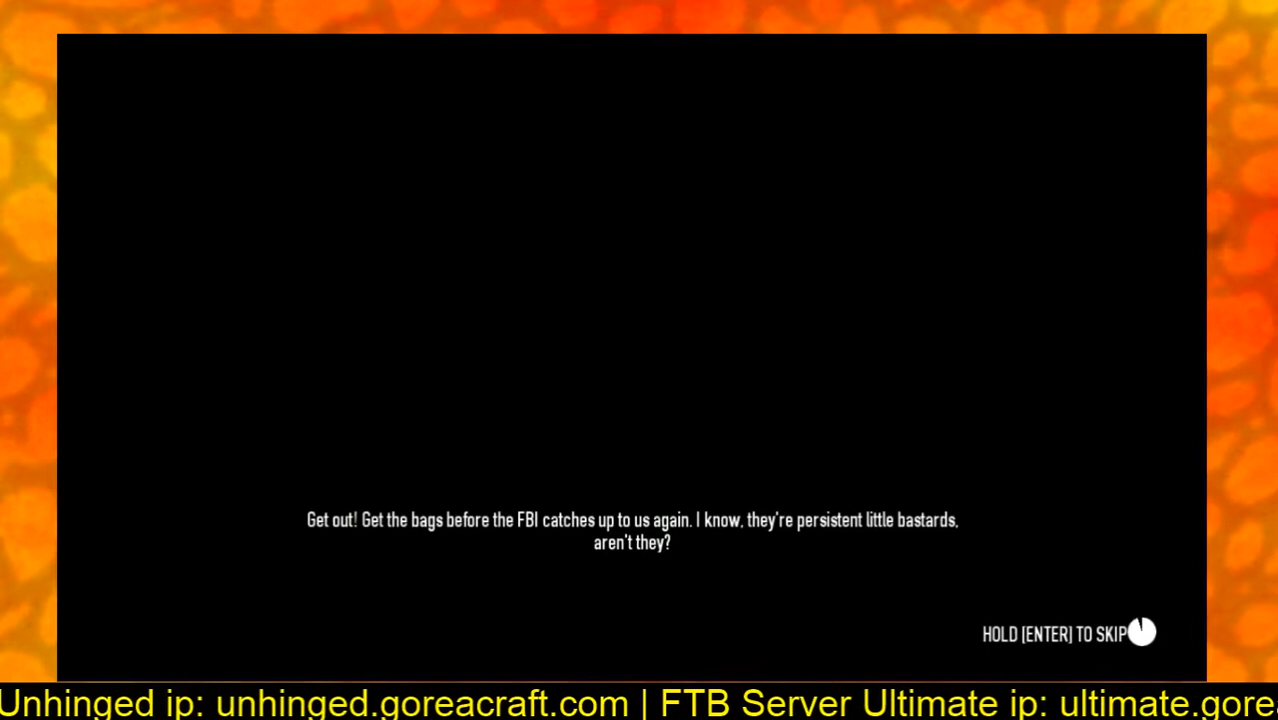 Get out! Get the bags before the FBI catches up to us again. I know, they're persistent little bastards,
aren't they?
HOLD [ENTER] TO SKIP
Unhinged ip: unhinged.goreacraft.com | FTB Server Ultimate ip: ultimate.gorea